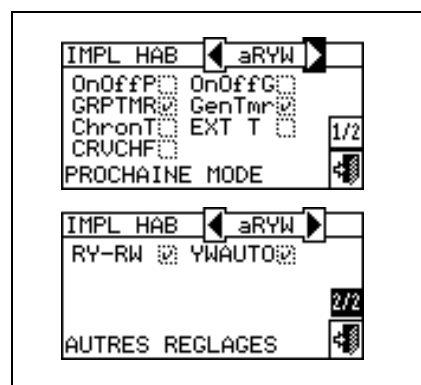 IMPL HAB aRYW
OnOffP OnOffG
GRPTMR GenTmr
ChronT EXT T
CRVCHF
1/2
PROCHAINE MODE
IMPL HAB aRYW
RY-RW YWAUTO
2/2
AUTRES REGLAGES